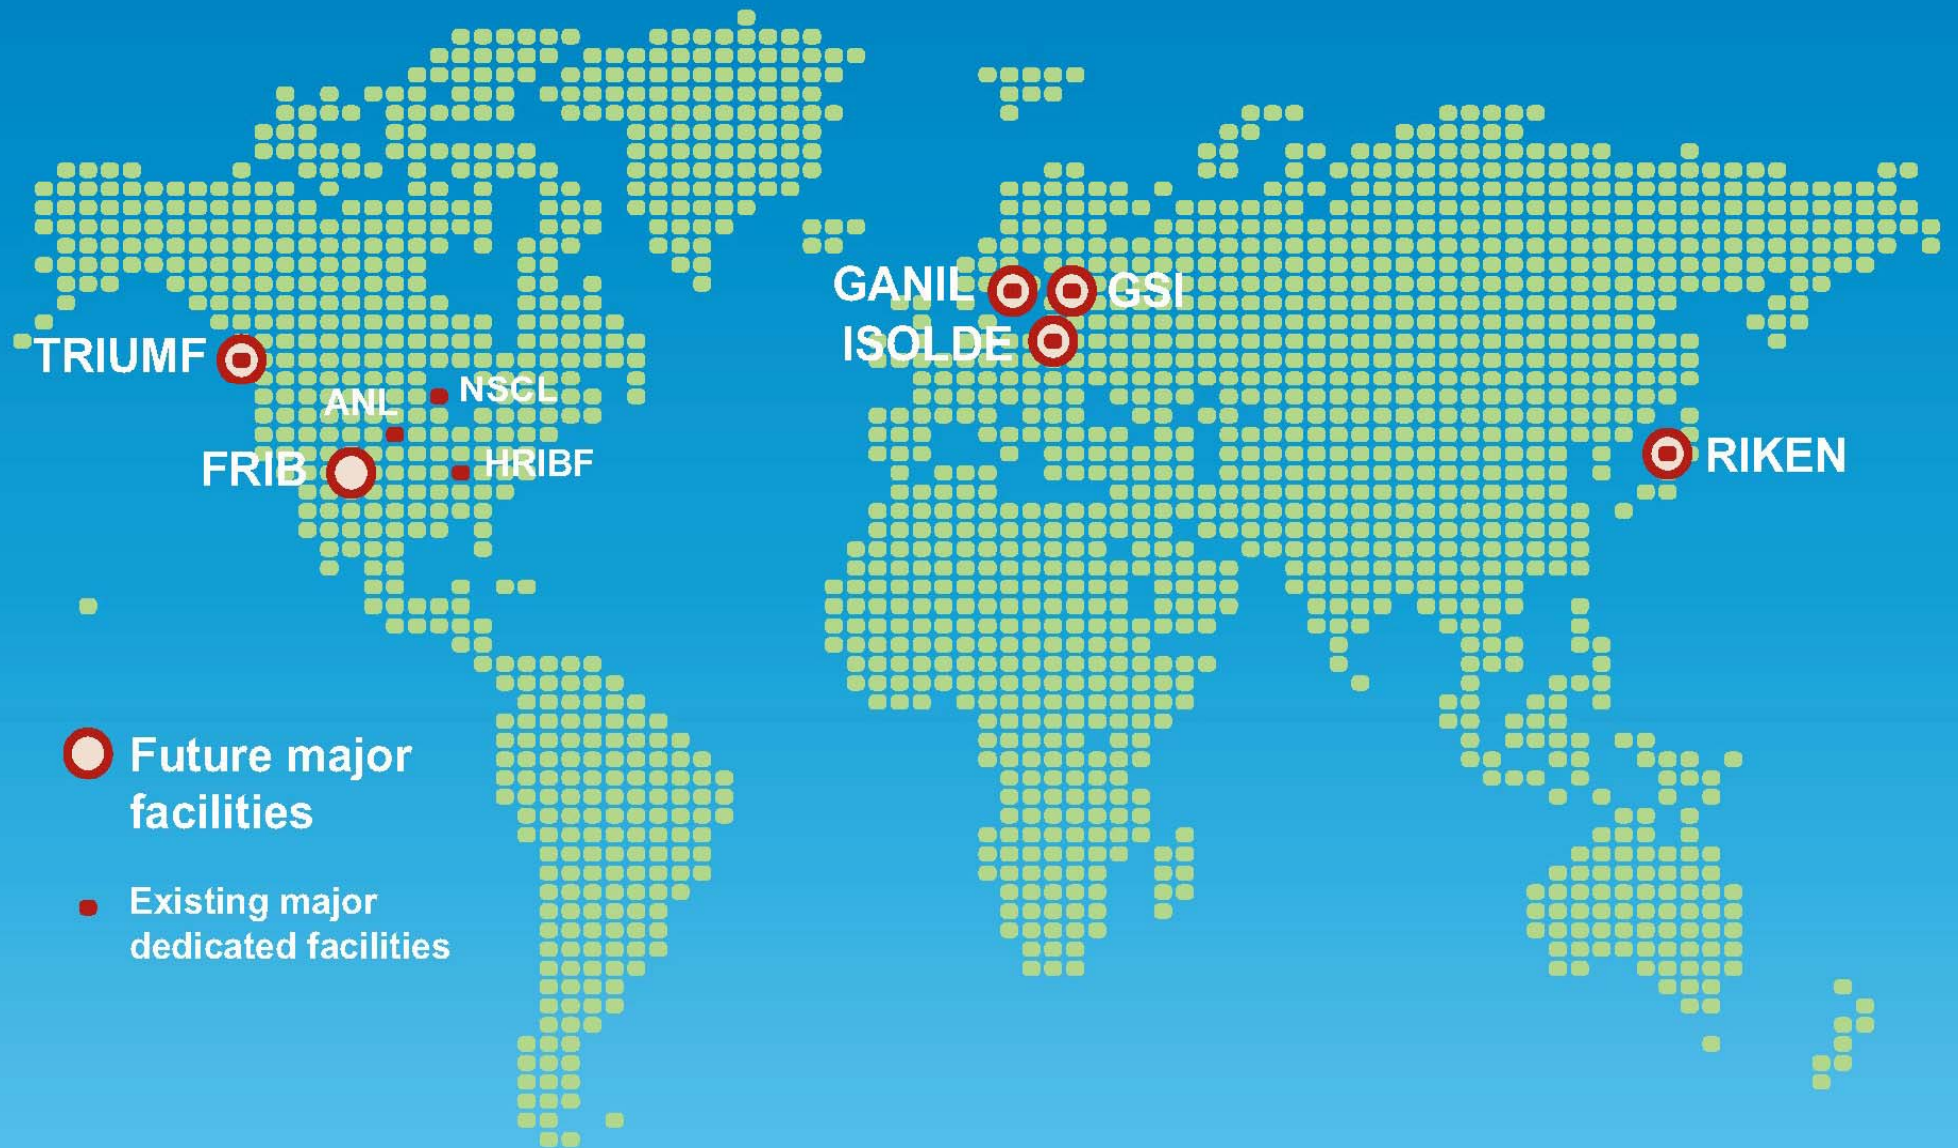 GANIL
GSI
ISOLDE
TRIUMF
NSCL
ANL
FRIB
HRIBF
RIKEN
Future major
facilities
Existing major
dedicated facilities